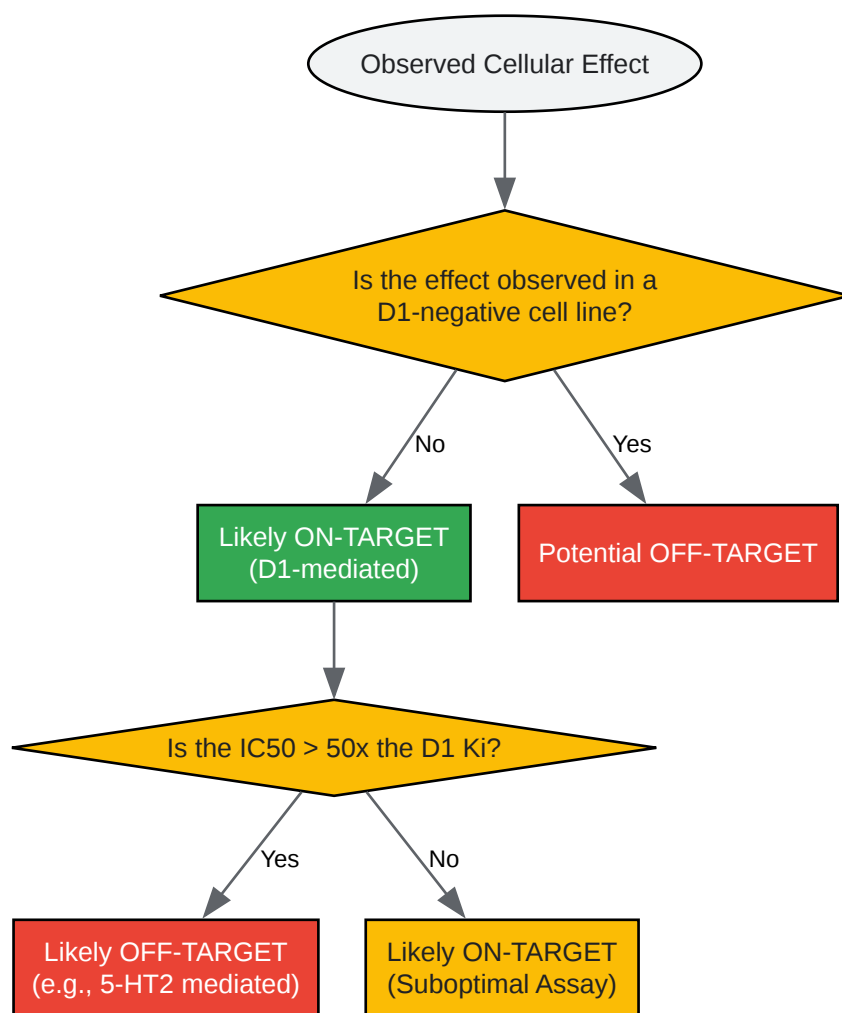 Observed Cellular Effect
Is the effect observed in a
D1-negative cell line?
No
Yes
Likely ON-TARGET
(D1-mediated)
Potential OFF-TARGET
Is the IC50 > 50x the D1 Ki?
Yes
No
Likely OFF-TARGET
(e.g., 5-HT2 mediated)
Likely ON-TARGET
(Suboptimal Assay)